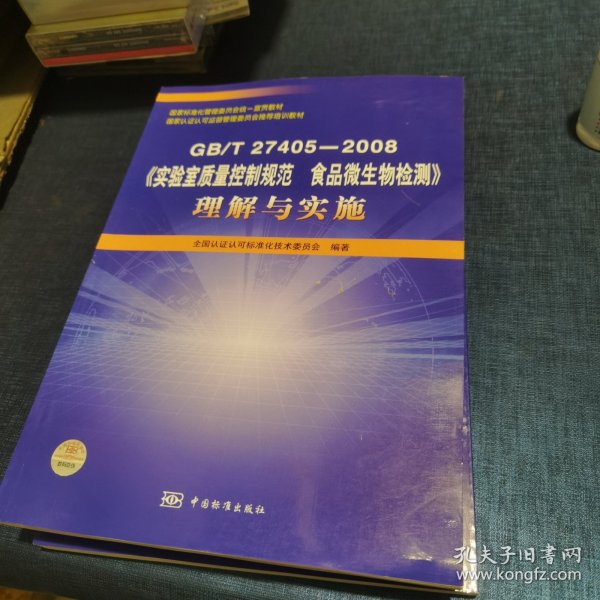 国家标准化管理委员会统一宣贯教材
国家认证认可监督管理委员会推荐培训教材
GB/T 27405—2008
《实验室质量控制规范 食品微生物检测》
理解与实施
全国认证认可标准化技术委员会 编著
中国标准出版社
孔夫子旧书网
www.kongfz.com